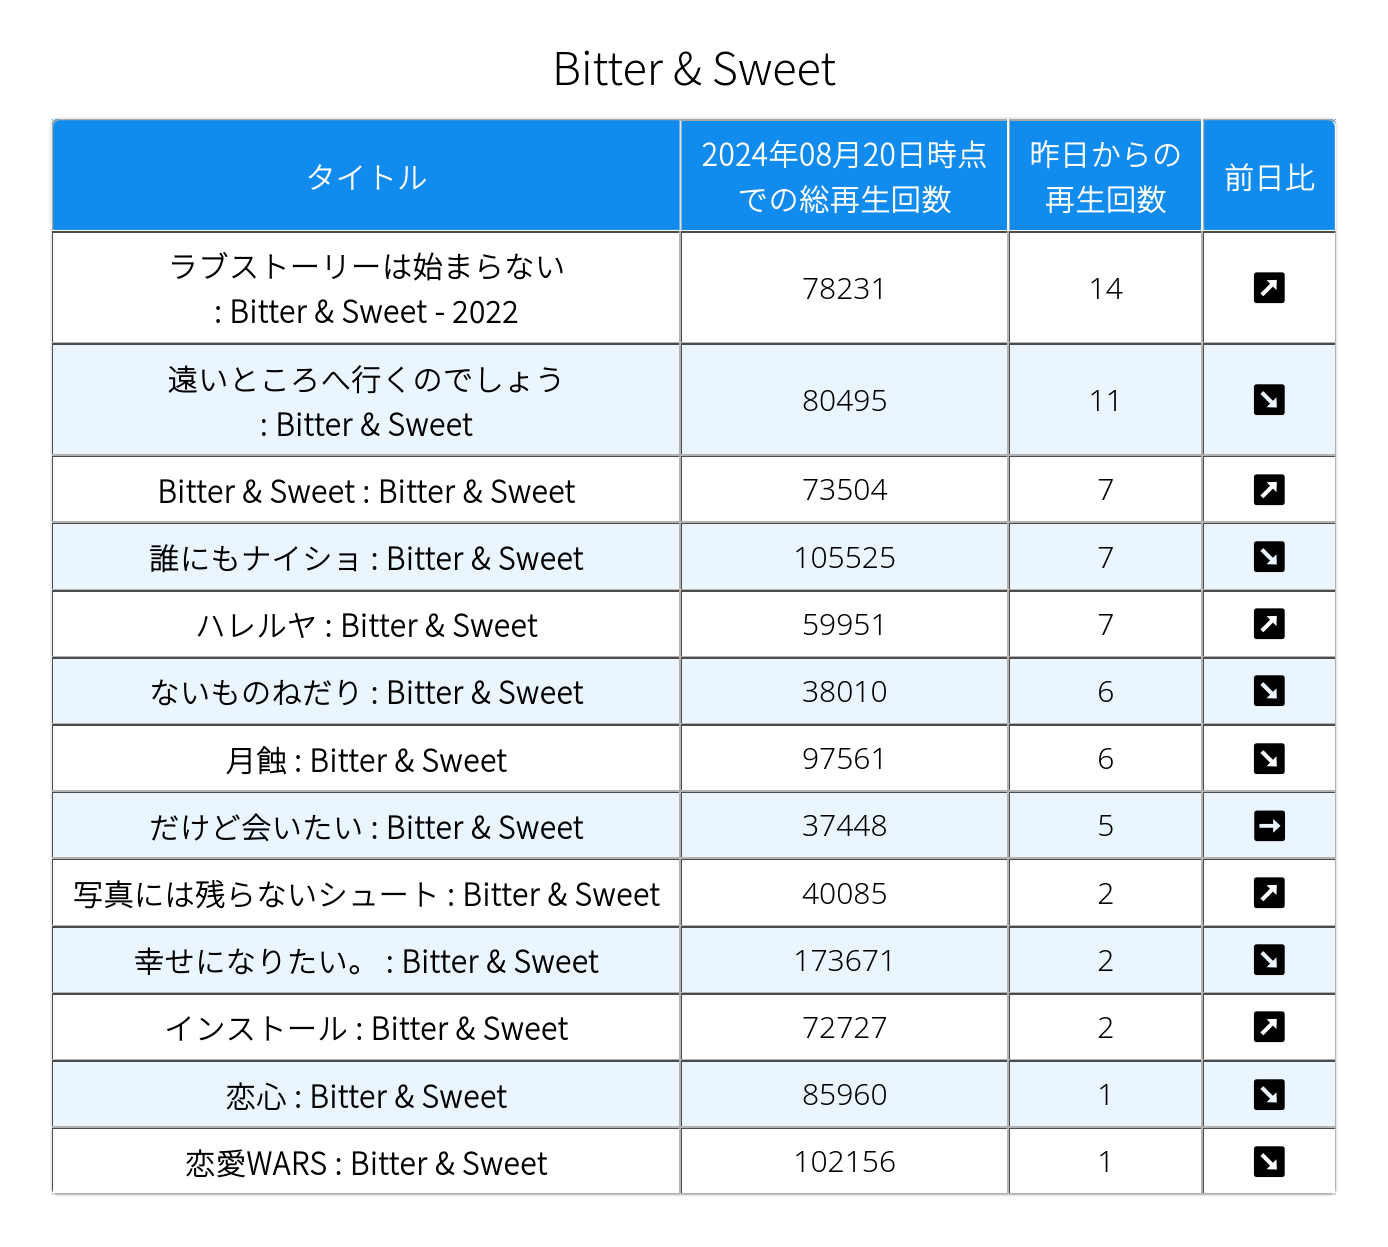 Bitter & Sweet
タイトル
2024年08月20日時点
での総再生回数
昨日からの
再生回数
前日比
ラブストーリーは始まらない
: Bitter & Sweet - 2022
78231
14
↗
遠いところへ行くのでしょう
: Bitter & Sweet
80495
11
↘
Bitter & Sweet : Bitter & Sweet
73504
7
↗
誰にもナイショ : Bitter & Sweet
105525
7
↘
ハレルヤ : Bitter & Sweet
59951
7
↗
ないものねだり : Bitter & Sweet
38010
6
↘
月蝕 : Bitter & Sweet
97561
6
↘
だけど会いたい : Bitter & Sweet
37448
5
→
写真には残らないシュート : Bitter & Sweet
40085
2
↗
幸せになりたい。 : Bitter & Sweet
173671
2
↘
インストール : Bitter & Sweet
72727
2
↗
恋心 : Bitter & Sweet
85960
1
↘
恋愛WARS : Bitter & Sweet
102156
1
↘